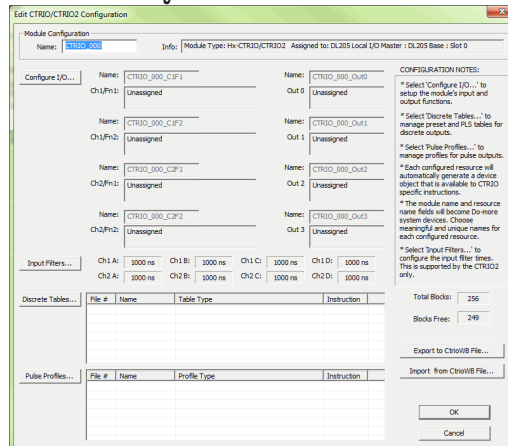 Edit CTRIO/CTRIO2 Configuration
Module Configuration
Name: CTRIO_000 Info: Module Type: Hx-CTRIO/CTRIO2 Assigned to: DL205 Local I/O Master : DL205 Base : Slot 0
Configure I/O...
Name: CTRIO_000_C1F1 Name: CTRIO_000_Out0
Ch1/Fn1: Unassigned Out 0 Unassigned
Name: CTRIO_000_C1F2 Name: CTRIO_000_Out1
Ch1/Fn2: Unassigned Out 1 Unassigned
Name: CTRIO_000_C2F1 Name: CTRIO_000_Out2
Ch2/Fn1: Unassigned Out 2 Unassigned
Name: CTRIO_000_C2F2 Name: CTRIO_000_Out3
Ch2/Fn2: Unassigned Out 3 Unassigned
CONFIGURATION NOTES:
* Select 'Configure I/O...' to
setup the module's input and
output functions.
* Select 'Discrete Tables...' to
manage preset and PLS tables for
discrete outputs.
* Select 'Pulse Profiles...' to
manage profiles for pulse outputs.
* Each configured resource will
automatically generate a device
object that is available to CTRIO
specific instructions.
* The module name and resource
name fields will become Do-more
system devices. Choose
meaningful and unique names for
each configured resource.
* Select 'Input Filters...' to
configure the input filter times.
This is supported by the CTRIO2
only.
Input Filters...
Ch1 A: 1000 ns Ch1 B: 1000 ns Ch1 C: 1000 ns Ch1 D: 1000 ns
Ch2 A: 1000 ns Ch2 B: 1000 ns Ch2 C: 1000 ns Ch2 D: 1000 ns
Discrete Tables...
File # Name Table Type Instruction
Total Blocks: 256
Blocks Free: 249
Export to CtrioWB File...
Import from CtrioWB File...
Pulse Profiles...
File # Name Profile Type Instruction
OK
Cancel